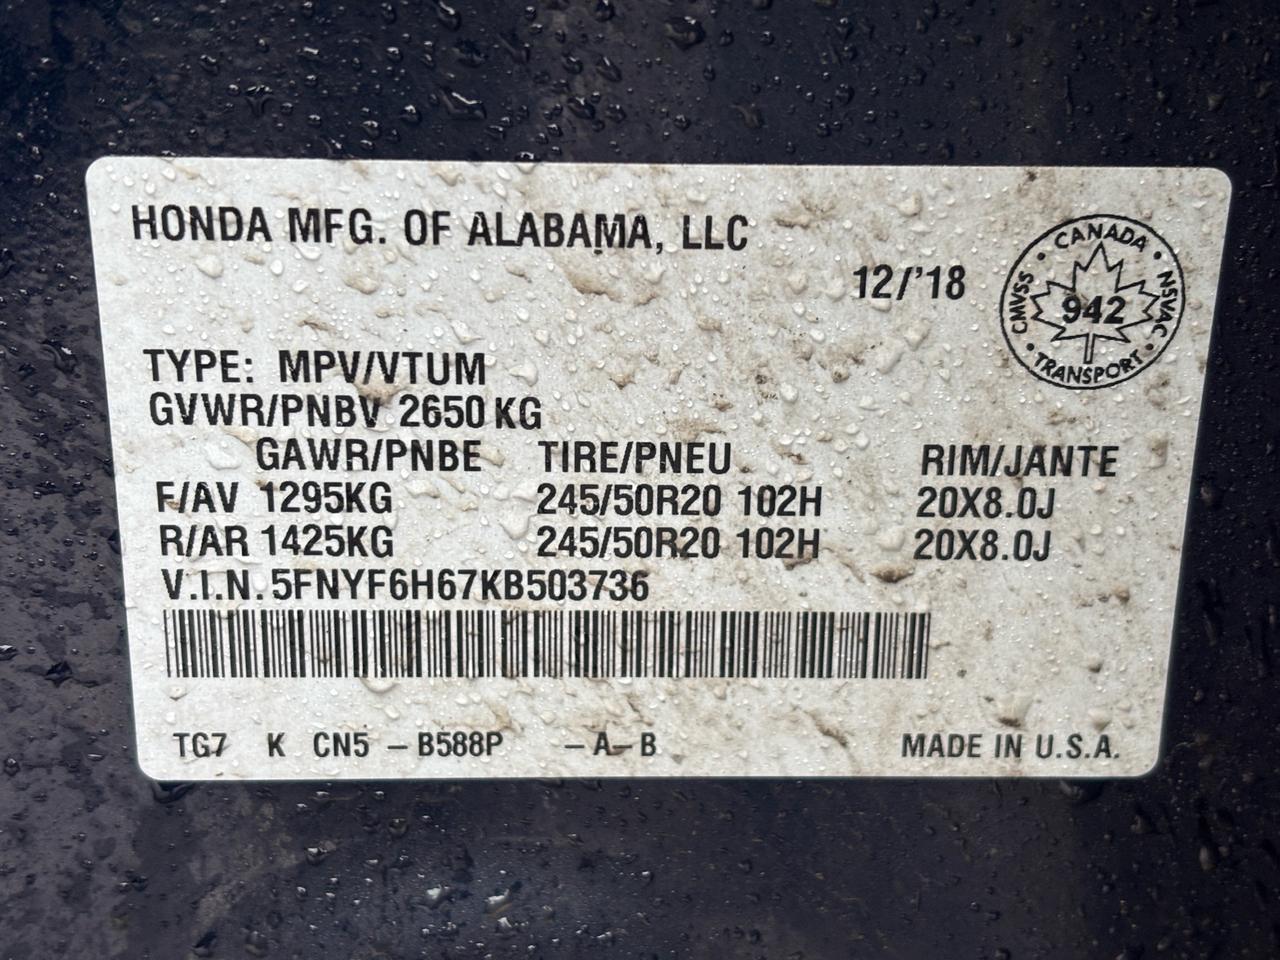 HONDA MFG. OF ALABAMA, LLC
12/'18
CANADA
CMVSS 942 NSVAC
TRANSPORT
TYPE: MPV/VTUM
GVWR/PNBV 2650 KG
GAWR/PNBE TIRE/PNEU RIM/JANTE
F/AV 1295KG 245/50R20 102H 20X8.0J
R/AR 1425KG 245/50R20 102H 20X8.0J
V.I.N. 5FNYF6H67KB503736
TG7 K CN5 – B588P – A – B MADE IN U.S.A.